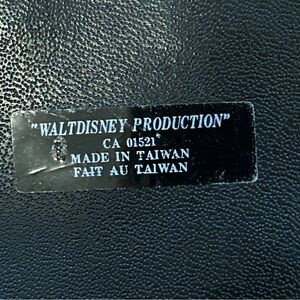 "WALTDISNEY PRODUCTION"
CA 01521
MADE IN TAIWAN
FAIT AU TAIWAN